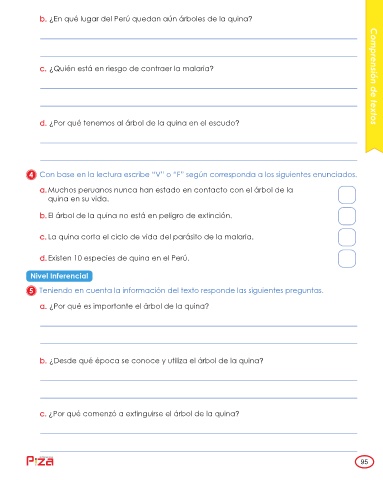 b. ¿En qué lugar del Perú quedan aún árboles de la quina?
c. ¿Quién está en riesgo de contraer la malaria?
d. ¿Por qué tenemos al árbol de la quina en el escudo?
4 Con base en la lectura escribe “V” o “F” según corresponda a los siguientes enunciados.
a. Muchos peruanos nunca han estado en contacto con el árbol de la
quina en su vida.
b. El árbol de la quina no está en peligro de extinción.
c. La quina corta el ciclo de vida del parásito de la malaria.
d. Existen 10 especies de quina en el Perú.
Nivel Inferencial
5 Teniendo en cuenta la información del texto responde las siguientes preguntas.
a. ¿Por qué es importante el árbol de la quina?
b. ¿Desde qué época se conoce y utiliza el árbol de la quina?
c. ¿Por qué comenzó a extinguirse el árbol de la quina?
Comprensión de textos
PIZA
95